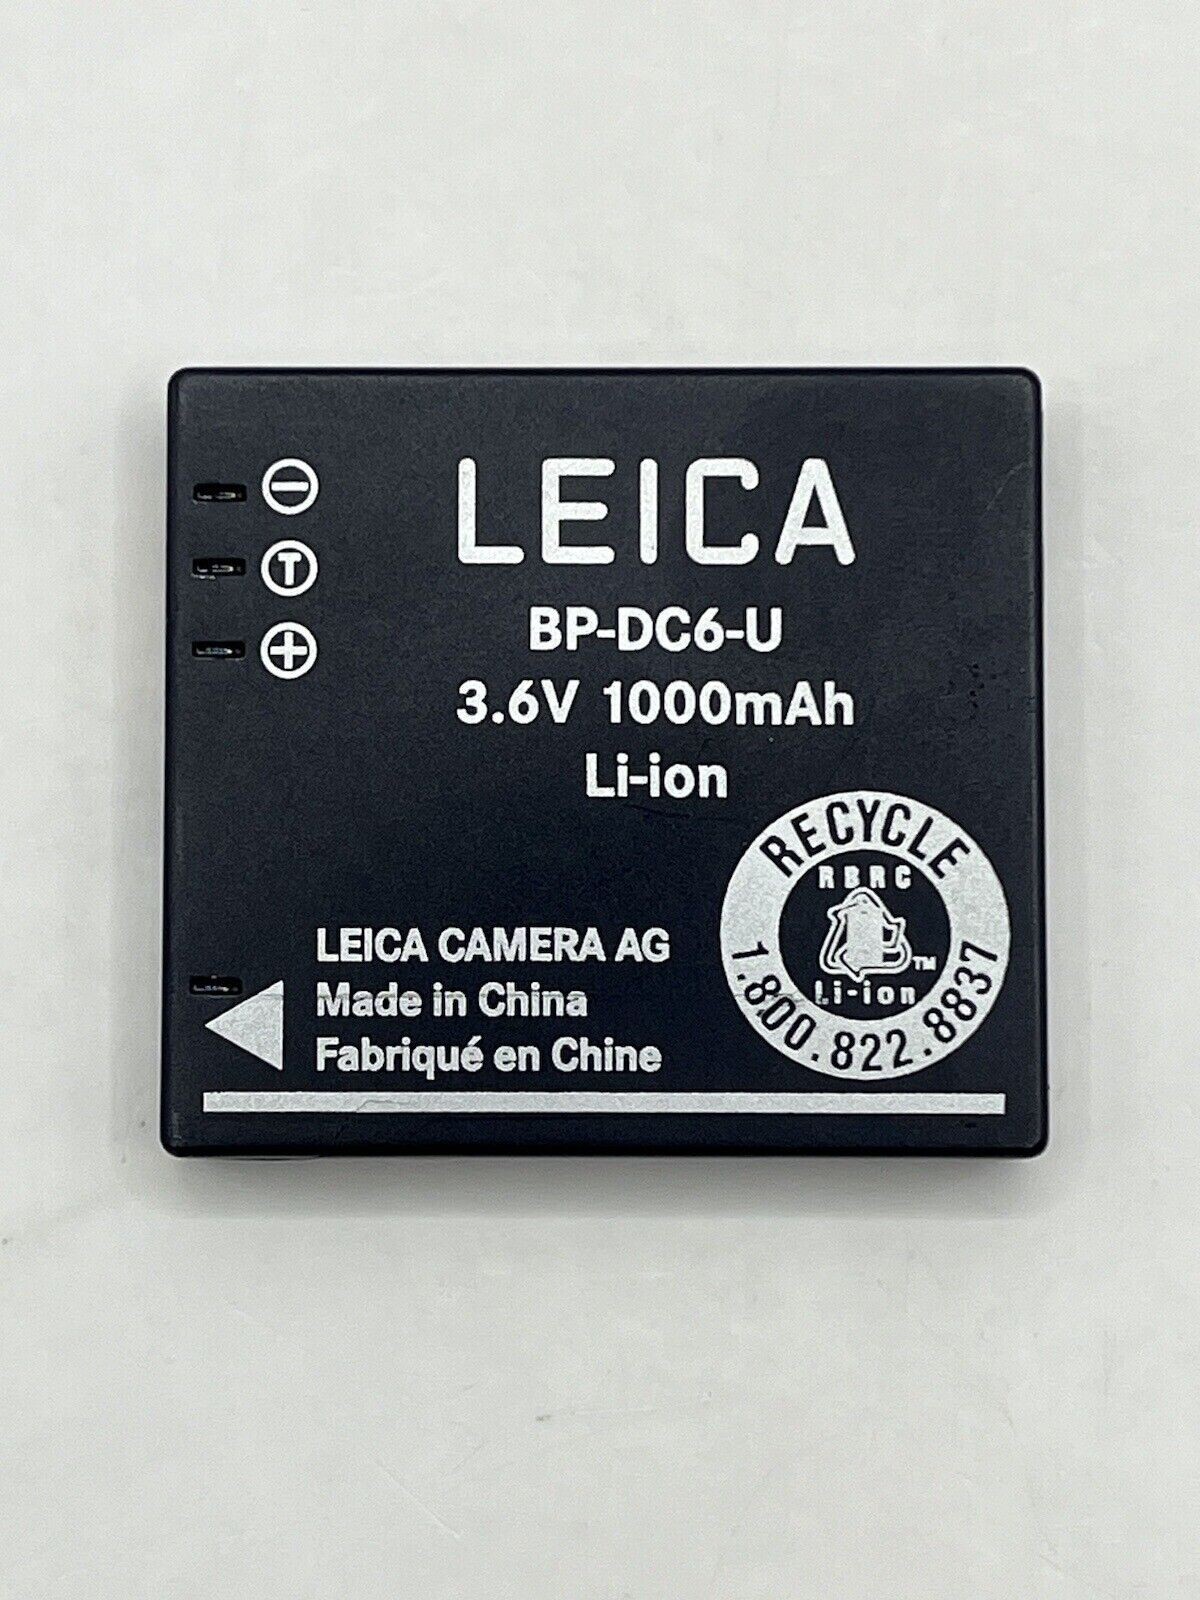 LEICA
BP-DC6-U
3.6V 1000mAh
Li-ion
T
LEICA CAMERA AG
Made in China
Fabriqué en Chine
RECYCLE
RBRC
TM
Li-ion
1.800.822.8837